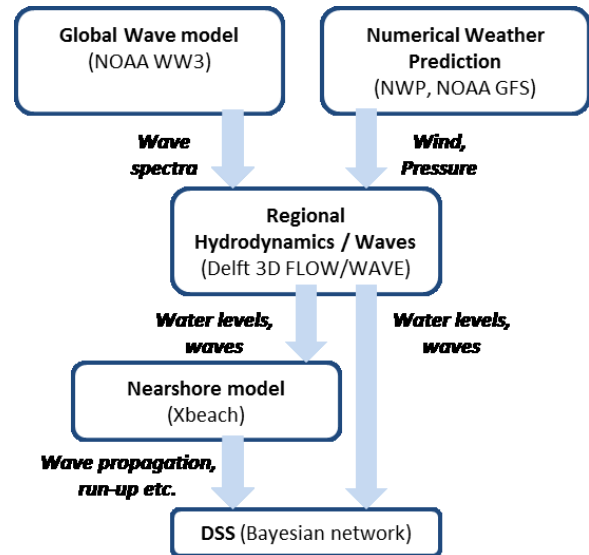 Global Wave model
(NOAA WW3)
Numerical Weather
Prediction
(NWP, NOAA GFS)
Wave
spectra
Wind,
Pressure
Regional
Hydrodynamics / Waves
(Delft 3D FLOW/WAVE)
Water levels,
waves
Water levels,
waves
Nearshore model
(Xbeach)
Wave propagation,
run-up etc.
DSS (Bayesian network)